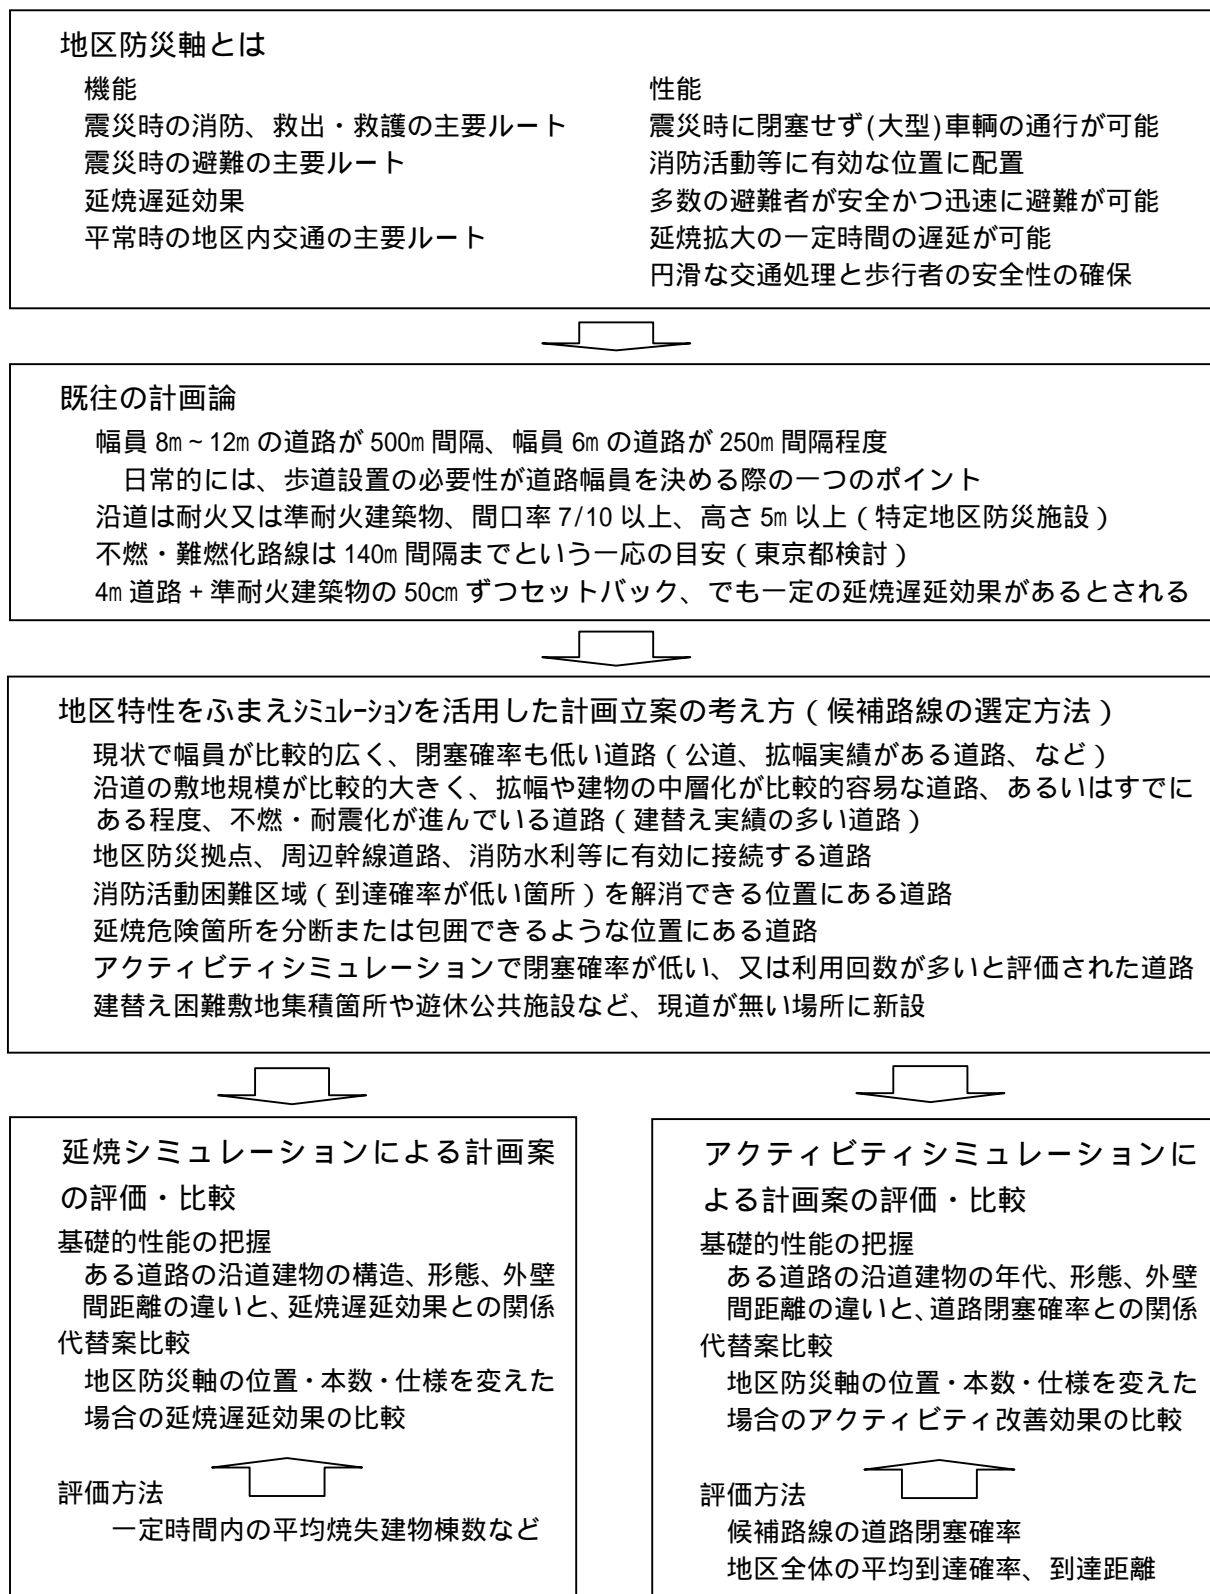 地区防災軸とは
機能
震災時の消防、救出・救護の主要ルート
震災時の避難の主要ルート
延焼遅延効果
平常時の地区内交通の主要ルート
性能
震災時に閉塞せず(大型)車輌の通行が可能
消防活動等に有効な位置に配置
多数の避難者が安全かつ迅速に避難が可能
延焼拡大の一定時間の遅延が可能
円滑な交通処理と歩行者の安全性の確保
既往の計画論
幅員 8m~12m の道路が 500m 間隔、幅員 6m の道路が 250m 間隔程度
日常的には、歩道設置の必要性が道路幅員を決める際の一つのポイント
沿道は耐火又は準耐火建築物、間口率 7/10 以上、高さ 5m 以上(特定地区防災施設)
不燃・難燃化路線は 140m 間隔までという一応の目安(東京都検討)
4m 道路+準耐火建築物の 50cm ずつセットバック、でも一定の延焼遅延効果があるとされる
地区特性をふまえシミュレーションを活用した計画立案の考え方(候補路線の選定方法)
現状で幅員が比較的広く、閉塞確率も低い道路(公道、拡幅実績がある道路、など)
沿道の敷地規模が比較的大きく、拡幅や建物の中層化が比較的容易な道路、あるいはすでに
ある程度、不燃・耐震化が進んでいる道路(建替え実績の多い道路)
地区防災拠点、周辺幹線道路、消防水利等に有効に接続する道路
消防活動困難区域(到達確率が低い箇所)を解消できる位置にある道路
延焼危険箇所を分断または包囲できるような位置にある道路
アクティビティシミュレーションで閉塞確率が低い、又は利用回数が多いと評価された道路
建替え困難敷地集積箇所や遊休公共施設など、現道が無い場所に新設
延焼シミュレーションによる計画案
の評価・比較
基礎的性能の把握
ある道路の沿道建物の構造、形態、外壁
間距離の違いと、延焼遅延効果との関係
代替案比較
地区防災軸の位置・本数・仕様を変えた
場合の延焼遅延効果の比較
評価方法
一定時間内の平均焼失建物棟数など
アクティビティシミュレーションに
よる計画案の評価・比較
基礎的性能の把握
ある道路の沿道建物の年代、形態、外壁
間距離の違いと、道路閉塞確率との関係
代替案比較
地区防災軸の位置・本数・仕様を変えた
場合のアクティビティ改善効果の比較
評価方法
候補路線の道路閉塞確率
地区全体の平均到達確率、到達距離